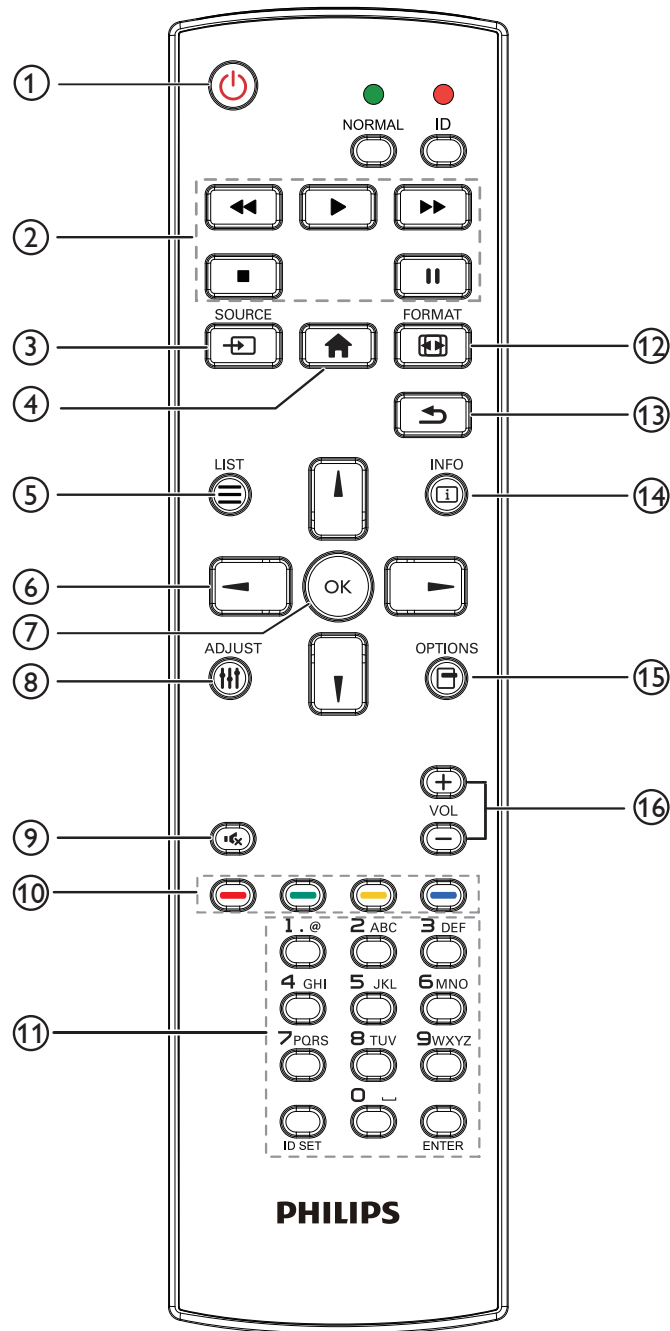 1
NORMAL ID
2
SOURCE FORMAT
3
12
4
13
LIST INFO
5
i
14
6
OK
7
ADJUST OPTIONS
8
15
+
VOL
16
9
−
10
1 . @ 2 ABC 3 DEF
4 GHI 5 JKL 6 MNO
11
7 PQRS 8 TUV 9 WXYZ
0 ⎵
ID SET ENTER
PHILIPS